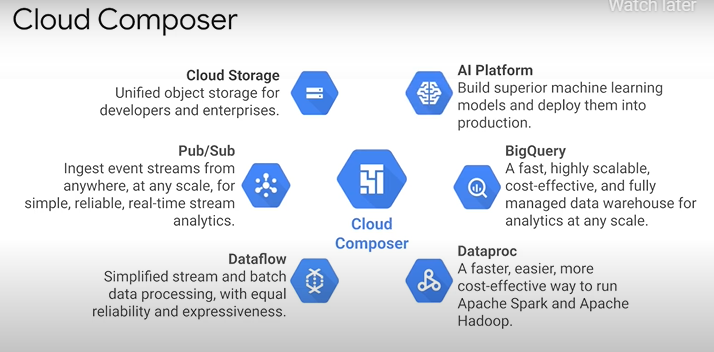 Watch later
Cloud Composer
Cloud Storage
Unified object storage for
developers and enterprises.
AI Platform
Build superior machine learning
models and deploy them into
production.
Pub/Sub
Ingest event streams from
anywhere, at any scale, for
simple, reliable, real-time stream
analytics.
Cloud
Composer
BigQuery
A fast, highly scalable,
cost-effective, and fully
managed data warehouse for
analytics at any scale.
Dataflow
Simplified stream and batch
data processing, with equal
reliability and expressiveness.
Dataproc
A faster, easier, more
cost-effective way to run
Apache Spark and Apache
Hadoop.